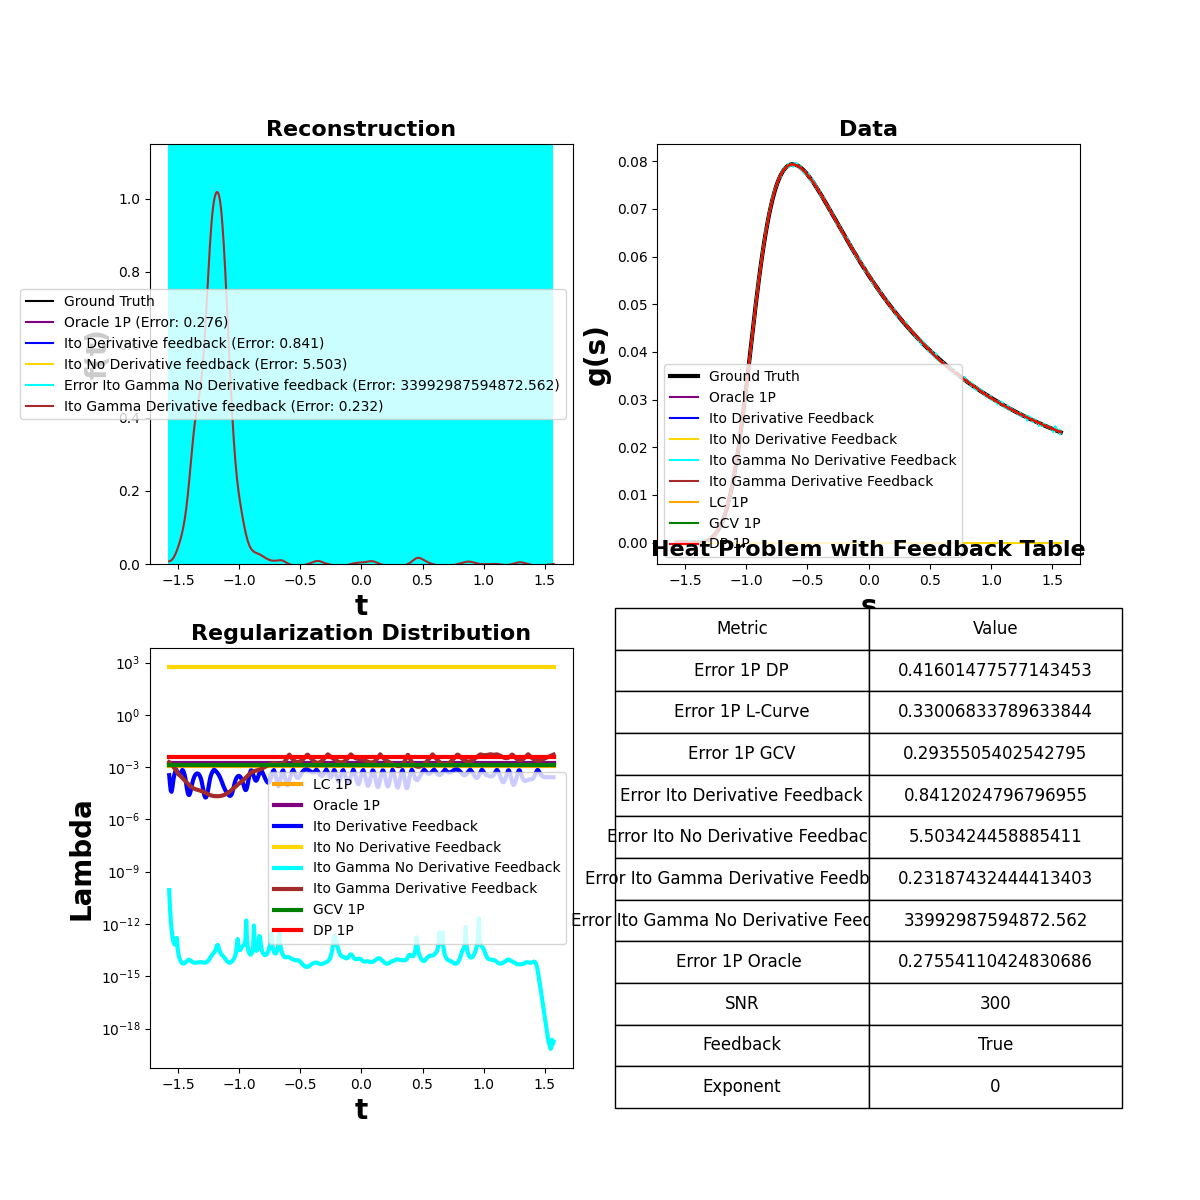 Reconstruction
1.0
0.8
0.4
0.2
0.0
−1.5 −1.0 −0.5 0.0 0.5 1.0 1.5
t
f(t)
Ground Truth
Oracle 1P (Error: 0.276)
Ito Derivative feedback (Error: 0.841)
Ito No Derivative feedback (Error: 5.503)
Error Ito Gamma No Derivative feedback (Error: 33992987594872.562)
Ito Gamma Derivative feedback (Error: 0.232)
Data
0.08
0.07
0.06
0.05
0.04
0.03
0.02
0.01
0.00
−1.5 −1.0 −0.5 0.0 0.5 1.0 1.5
s
g(s)
Ground Truth
Oracle 1P
Ito Derivative Feedback
Ito No Derivative Feedback
Ito Gamma No Derivative Feedback
Ito Gamma Derivative Feedback
LC 1P
GCV 1P
DP 1P
Regularization Distribution
10^3
10^0
10^−3
10^−6
10^−9
10^−12
10^−15
10^−18
−1.5 −1.0 −0.5 0.0 0.5 1.0 1.5
t
Lambda
LC 1P
Oracle 1P
Ito Derivative Feedback
Ito No Derivative Feedback
Ito Gamma No Derivative Feedback
Ito Gamma Derivative Feedback
GCV 1P
DP 1P
Heat Problem with Feedback Table
Metric Value
Error 1P DP 0.41601477577143453
Error 1P L-Curve 0.33006833789633844
Error 1P GCV 0.2935505402542795
Error Ito Derivative Feedback 0.8412024796796955
Error Ito No Derivative Feedbac 5.503424458885411
Error Ito Gamma Derivative Feedb 0.23187432444413403
Error Ito Gamma No Derivative Feed 33992987594872.562
Error 1P Oracle 0.27554110424830686
SNR 300
Feedback True
Exponent 0